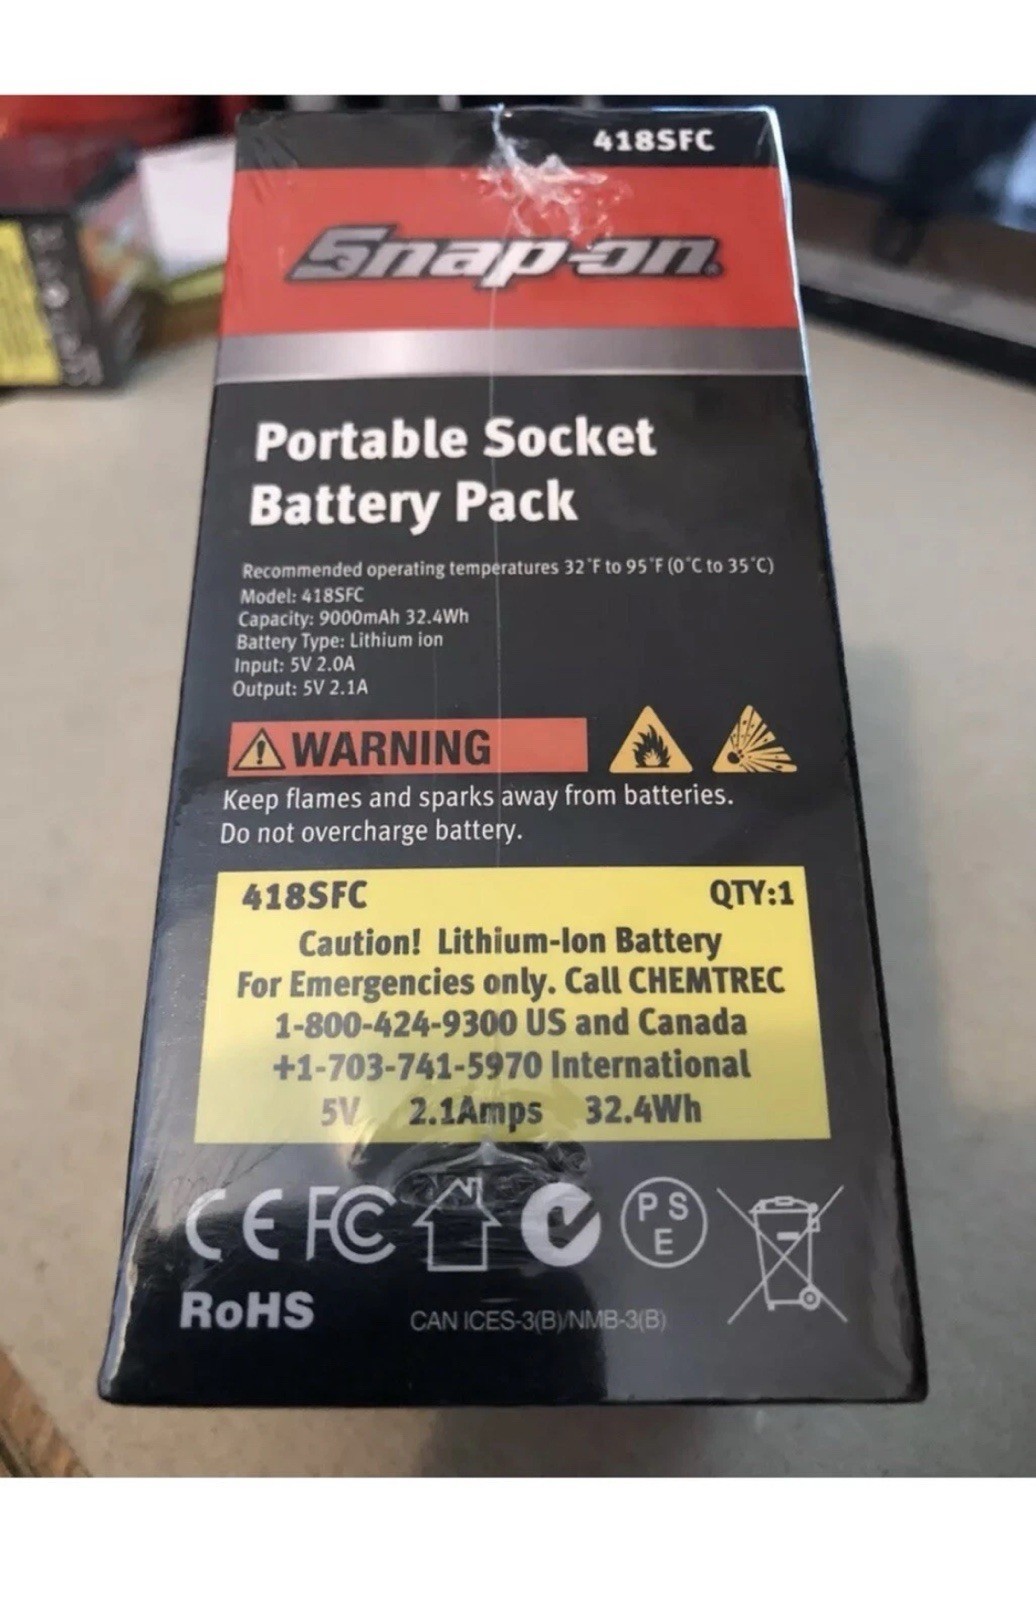 418SFC
Snap-on®
Portable Socket
Battery Pack
Recommended operating temperatures 32°F to 95°F (0°C to 35°C)
Model: 418SFC
Capacity: 9000mAh 32.4Wh
Battery Type: Lithium ion
Input: 5V 2.0A
Output: 5V 2.1A
WARNING
Keep flames and sparks away from batteries.
Do not overcharge battery.
418SFC QTY:1
Caution! Lithium-Ion Battery
For Emergencies only. Call CHEMTREC
1-800-424-9300 US and Canada
+1-703-741-5970 International
5V 2.1Amps 32.4Wh
CE FC PSE
RoHS CAN ICES-3(B)/NMB-3(B)